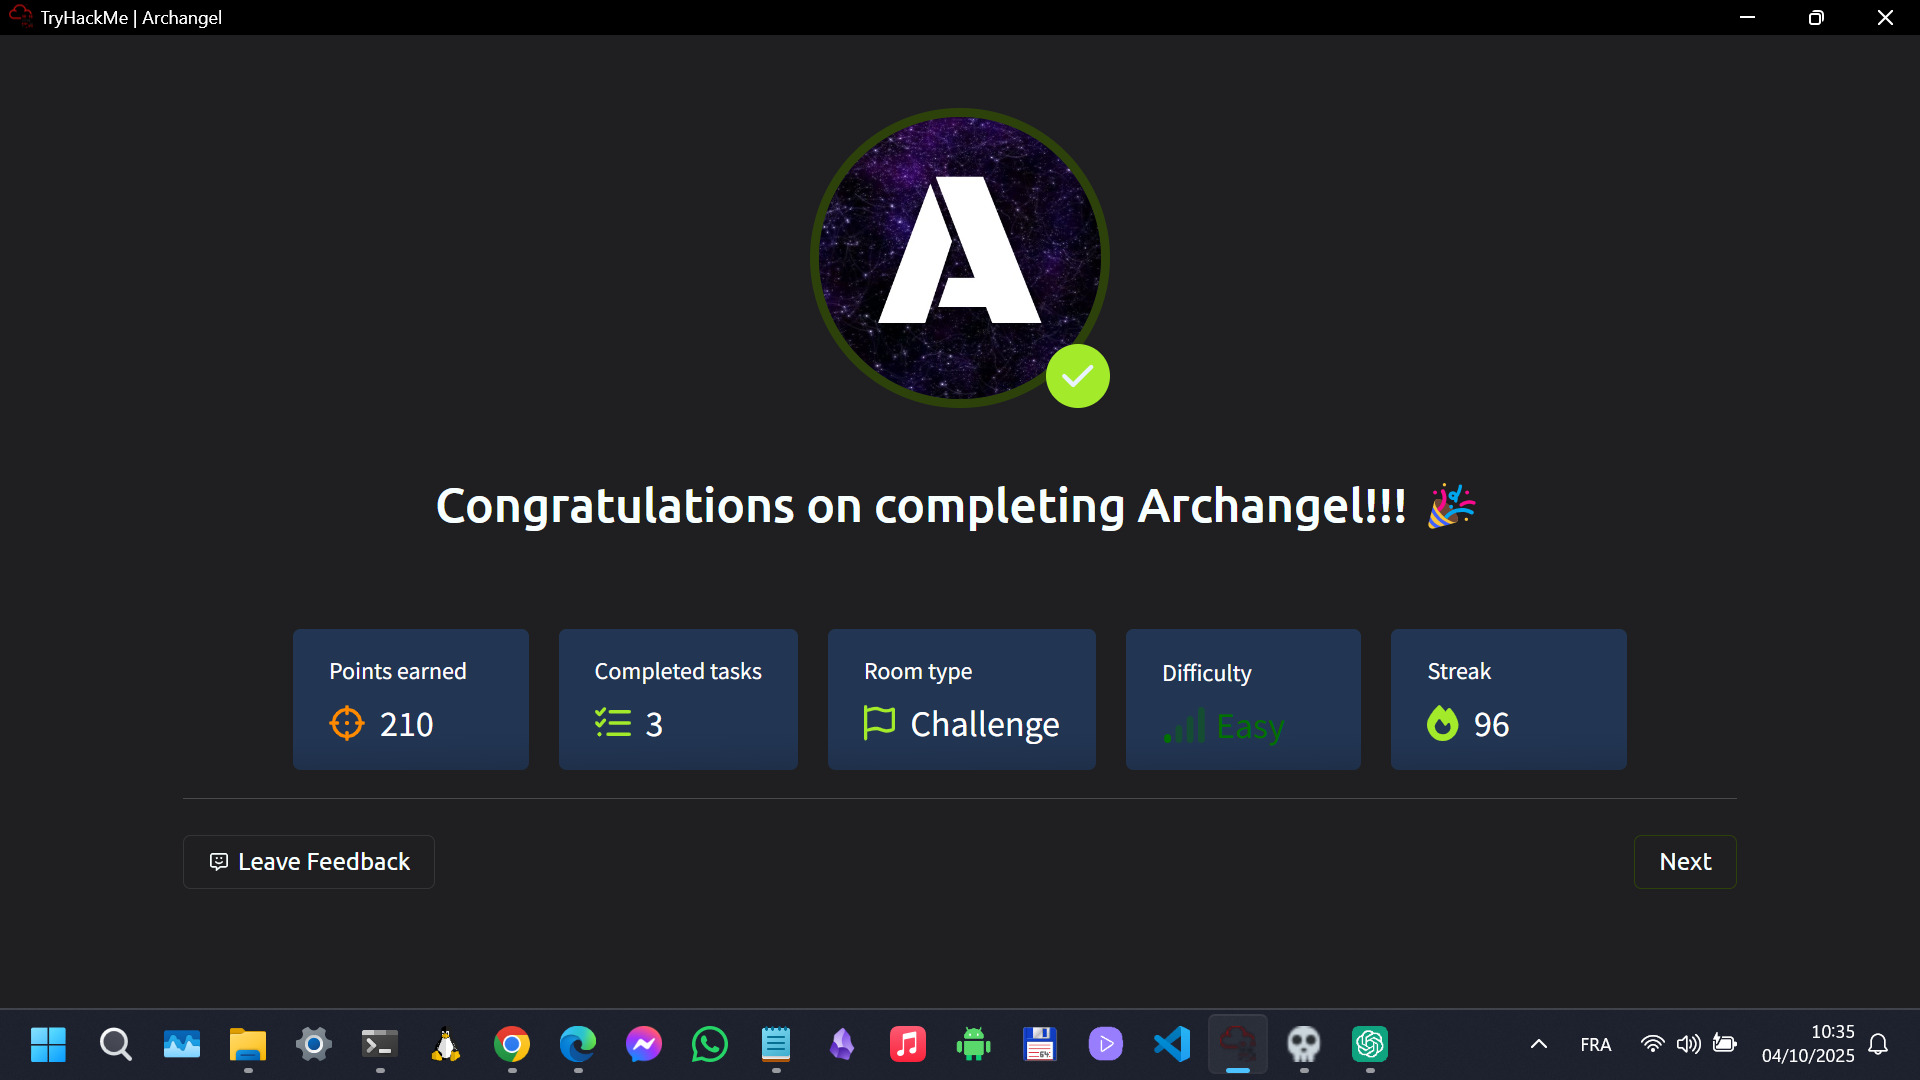 TryHackMe | Archangel
A
Congratulations on completing Archangel!!! 🎉
Points earned
210
Completed tasks
3
Room type
Challenge
Difficulty
Easy
Streak
96
Leave Feedback
Next
64
FRA
10:35
04/10/2025